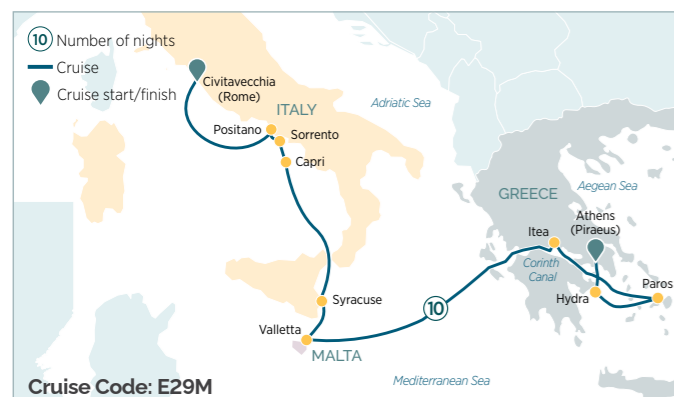 10 Number of nights
Cruise
Cruise start/finish
Civitavecchia
(Rome)
Adriatic Sea
ITALY
Positano
Sorrento
Capri
GREECE
Aegean Sea
Athens
(Piraeus)
Itea
Corinth
Canal
Paros
Hydra
Syracuse
10
Valletta
MALTA
Mediterranean Sea
Cruise Code: E29M